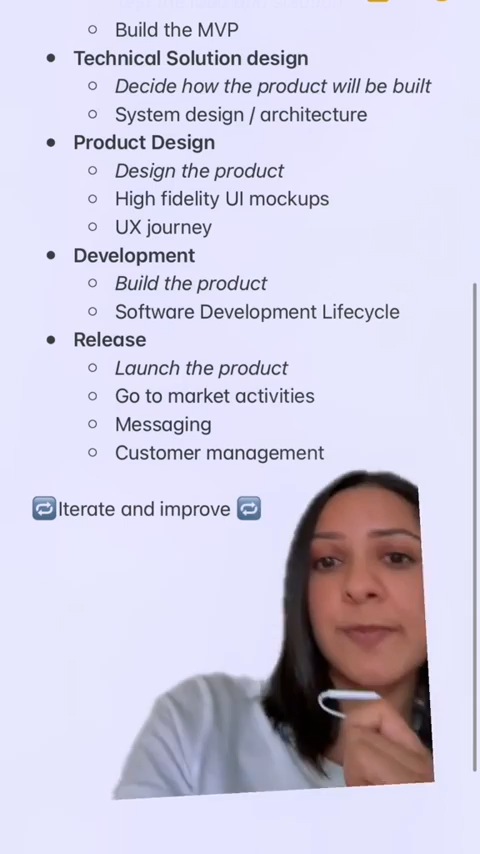 Build the MVP
Technical Solution design
Decide how the product will be built
System design / architecture
Product Design
Design the product
High fidelity UI mockups
UX journey
Development
Build the product
Software Development Lifecycle
Release
Launch the product
Go to market activities
Messaging
Customer management
Iterate and improve